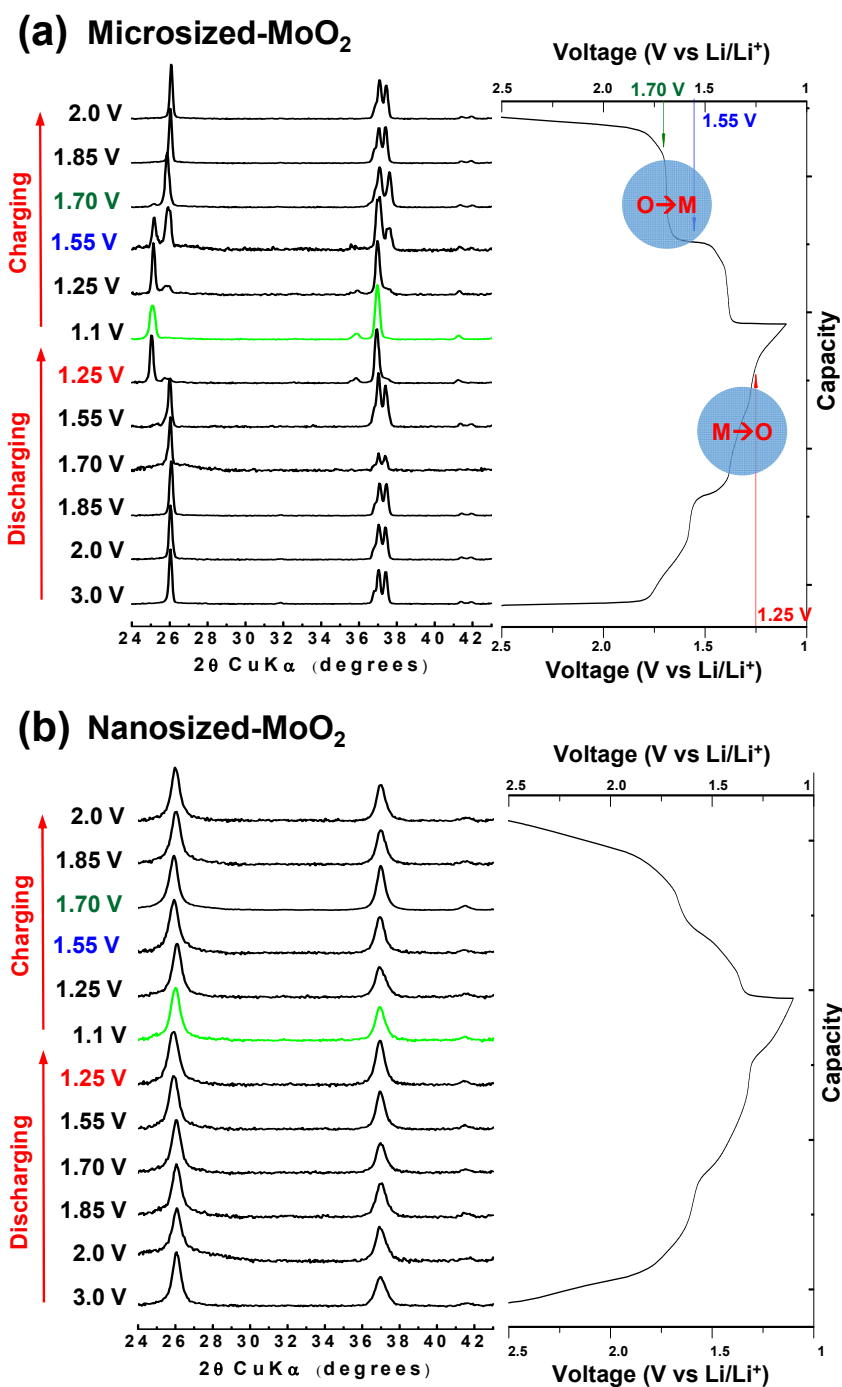 (a) Microsized-MoO₂
Voltage (V vs Li/Li⁺)
2.5 2.0 1.5 1
1.70 V
1.55 V
O→M
M→O
1.25 V
Capacity
2.5 2.0 1.5 1
Voltage (V vs Li/Li⁺)
Charging
Discharging
2.0 V
1.85 V
1.70 V
1.55 V
1.25 V
1.1 V
1.25 V
1.55 V
1.70 V
1.85 V
2.0 V
3.0 V
24 26 28 30 32 34 36 38 40 42
2θ CuKα (degrees)
(b) Nanosized-MoO₂
Voltage (V vs Li/Li⁺)
2.5 2.0 1.5 1
Capacity
2.5 2.0 1.5 1
Voltage (V vs Li/Li⁺)
Charging
Discharging
2.0 V
1.85 V
1.70 V
1.55 V
1.25 V
1.1 V
1.25 V
1.55 V
1.70 V
1.85 V
2.0 V
3.0 V
24 26 28 30 32 34 36 38 40 42
2θ CuKα (degrees)